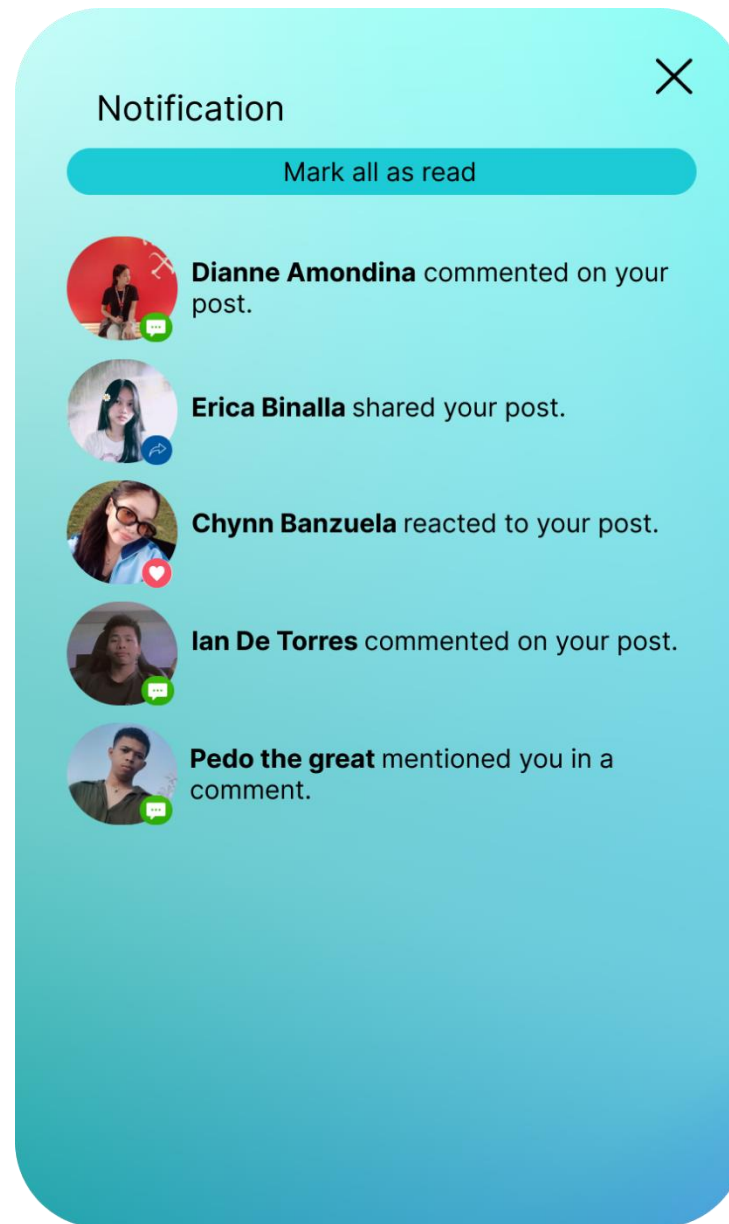 Notification
Mark all as read
Dianne Amondina commented on your
post.
Erica Binalla shared your post.
Chynn Banzuela reacted to your post.
Ian De Torres commented on your post.
Pedo the great mentioned you in a
comment.